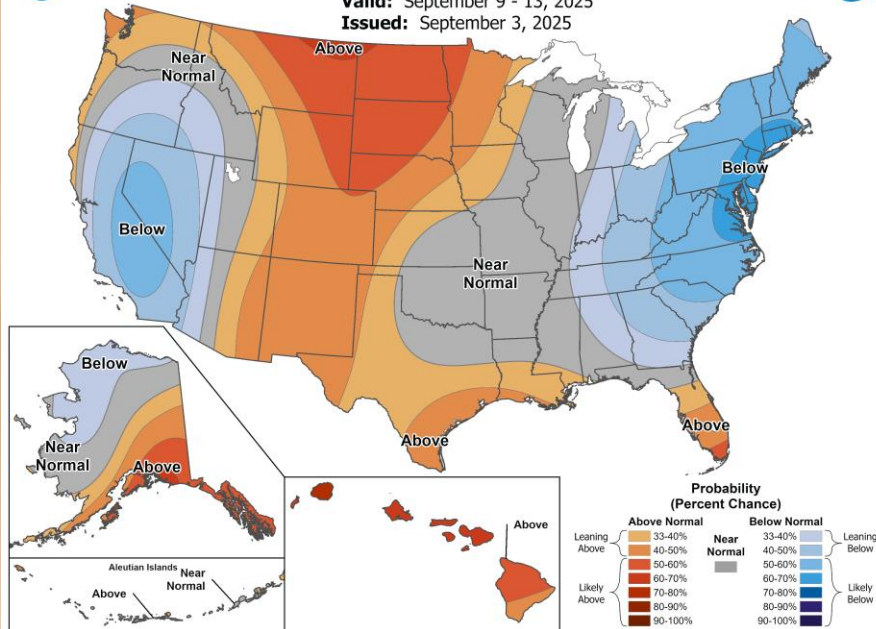 Valid: September 9 - 13, 2025
Issued: September 3, 2025
Above
Near
Normal
Below
Below
Near
Normal
Above
Above
Below
Near
Normal
Above
Aleutian Islands
Near
Normal
Above
Above
Probability
(Percent Chance)
Above Normal
Below Normal
Leaning
Above
33-40%
40-50%
50-60%
60-70%
70-80%
80-90%
90-100%
Likely
Above
Near
Normal
33-40%
40-50%
50-60%
60-70%
70-80%
80-90%
90-100%
Leaning
Below
Likely
Below